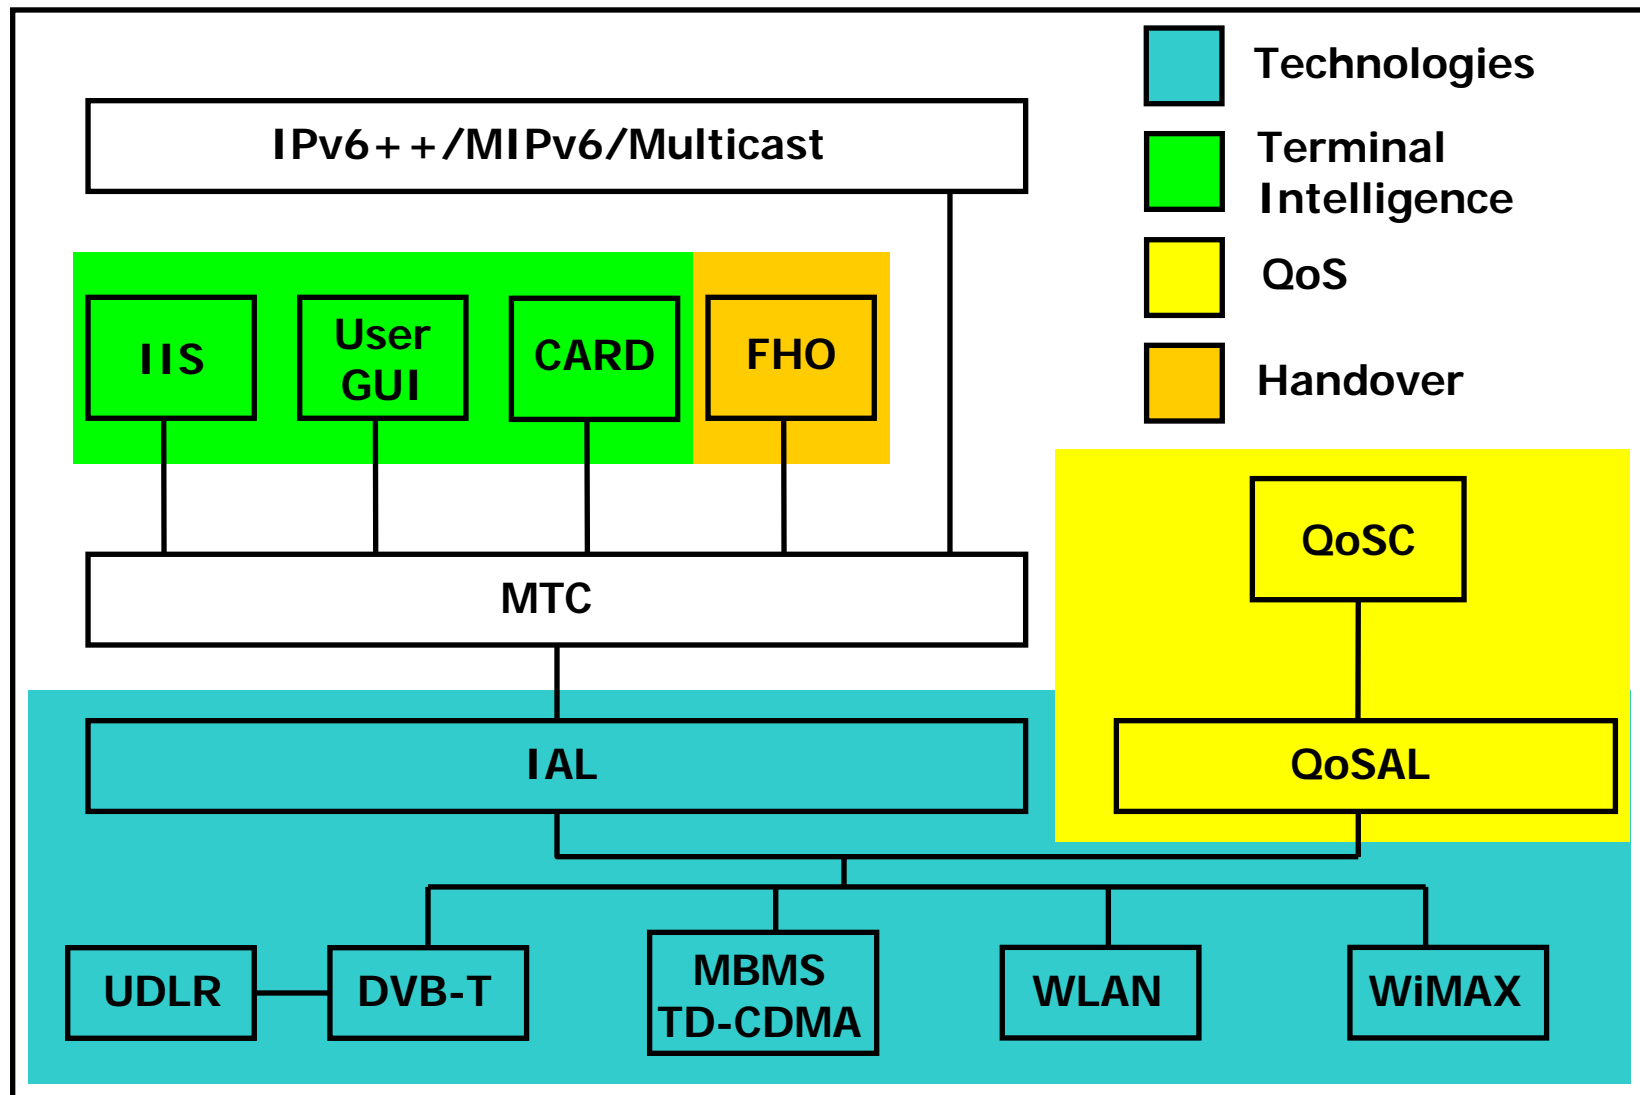 Technologies
IPv6++/MIPv6/Multicast
Terminal
Intelligence
QoS
IIS
User
GUI
CARD
FHO
Handover
QoSC
MTC
IAL
QoSAL
UDLR
DVB-T
MBMS
TD-CDMA
WLAN
WiMAX